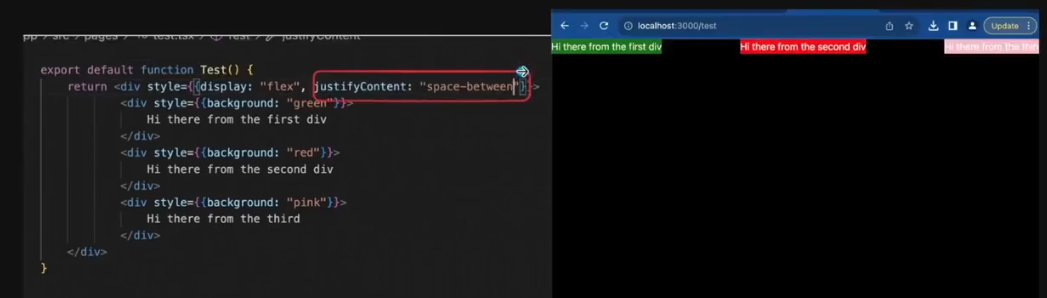 pp > src > pages > test.tsx > Test > justifyContent
export default function Test() {
return <div style={{display: "flex", justifyContent: "space-between"}}>
<div style={{background: "green"}}>
Hi there from the first div
</div>
<div style={{background: "red"}}>
Hi there from the second div
</div>
<div style={{background: "pink"}}>
Hi there from the third
</div>
</div>
}
localhost:3000/test
Update
Hi there from the first div
Hi there from the second div
Hi there from the third